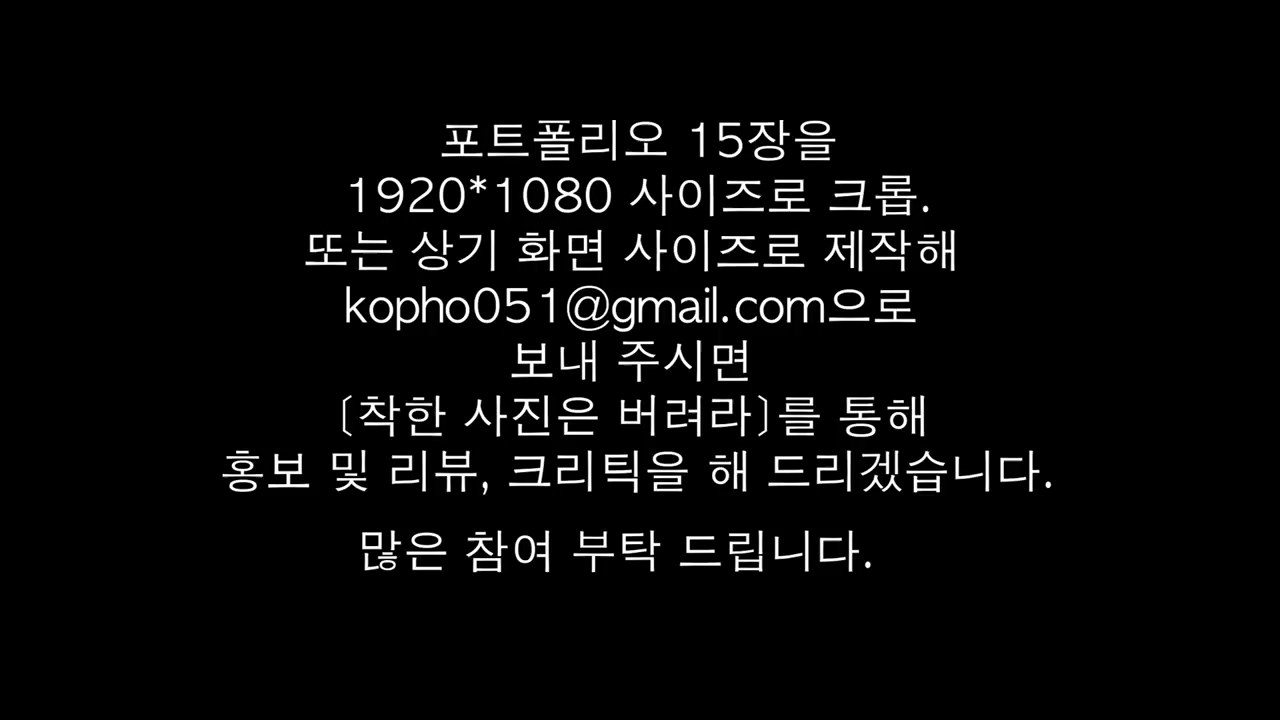 포트폴리오 15장을
1920*1080 사이즈로 크롭.
또는 상기 화면 사이즈로 제작해
kopho051@gmail.com으로
보내 주시면
〔착한 사진은 버려라〕를 통해
홍보 및 리뷰, 크리틱을 해 드리겠습니다.
많은 참여 부탁 드립니다.